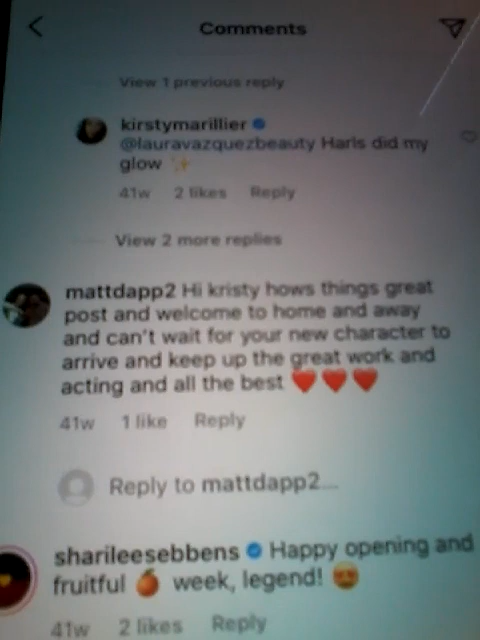 Comments
View 1 previous reply
kirstymarillier
@lauravazquezbeauty Haris did my
glow ✨
41w 2 likes Reply
View 2 more replies
mattdapp2 Hi kristy hows things great
post and welcome to home and away
and can't wait for your new character to
arrive and keep up the great work and
acting and all the best ❤️❤️❤️
41w 1 like Reply
Reply to mattdapp2...
sharileesebbens Happy opening and
fruitful 🍊 week, legend! 😍
41w 2 likes Reply